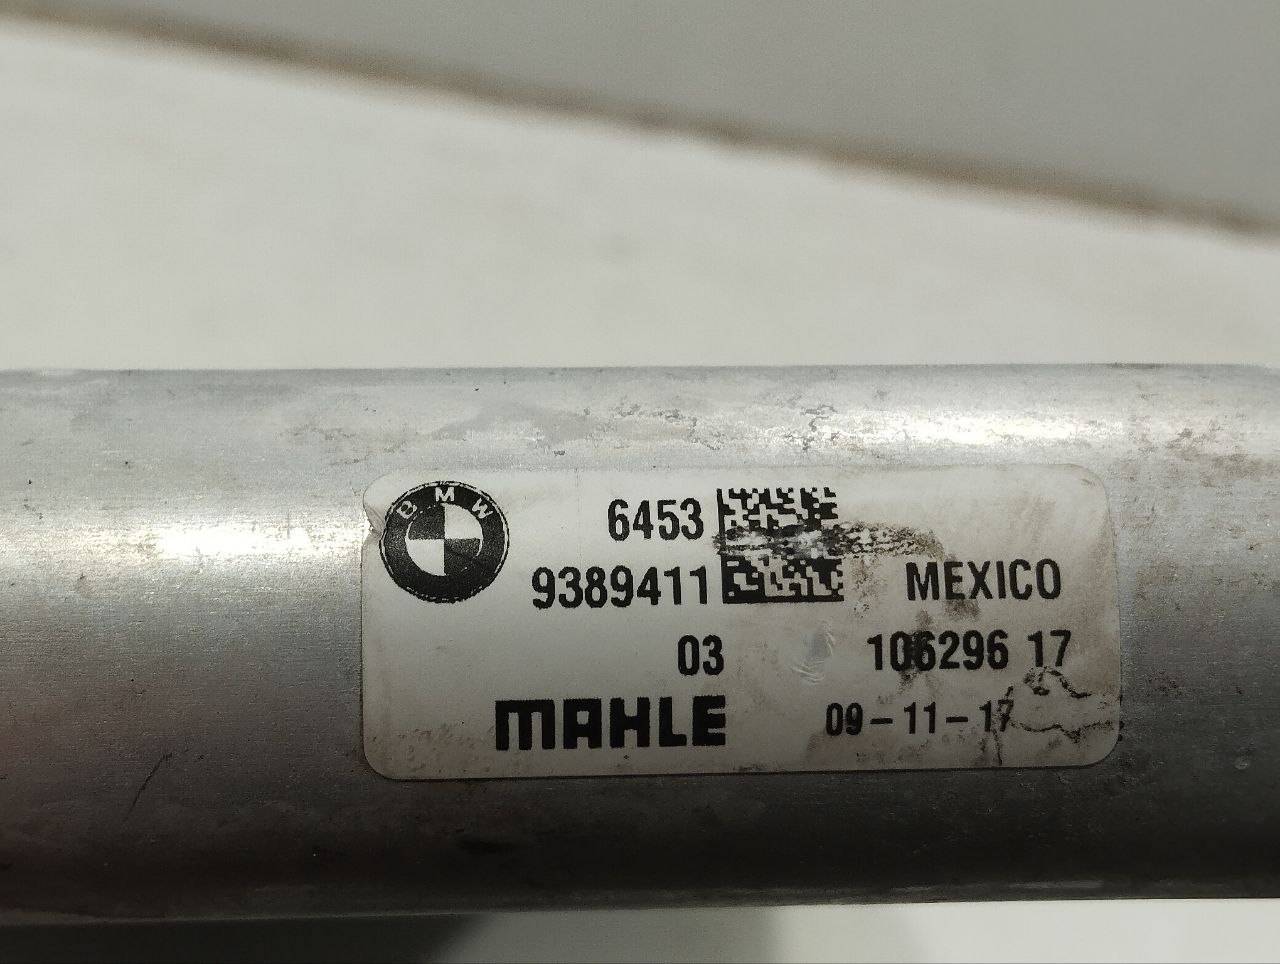 BMW
6453
9389411
MEXICO
03
106296 17
MAHLE
09-11-17